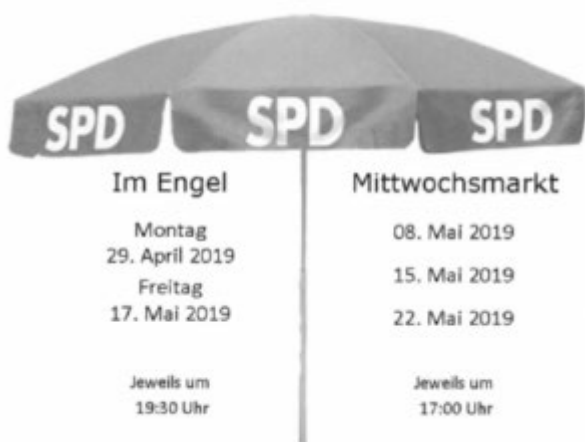 SPD SPD SPD
Im Engel
Montag
29. April 2019
Freitag
17. Mai 2019
Jeweils um
19:30 Uhr
Mittwochsmarkt
08. Mai 2019
15. Mai 2019
22. Mai 2019
Jeweils um
17:00 Uhr